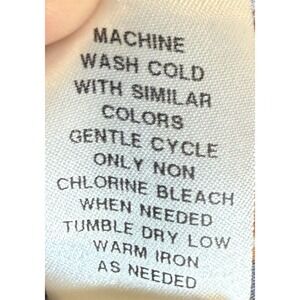 MACHINE
WASH COLD
WITH SIMILAR
COLORS
GENTLE CYCLE
ONLY NON
CHLORINE BLEACH
WHEN NEEDED
TUMBLE DRY LOW
WARM IRON
AS NEEDED